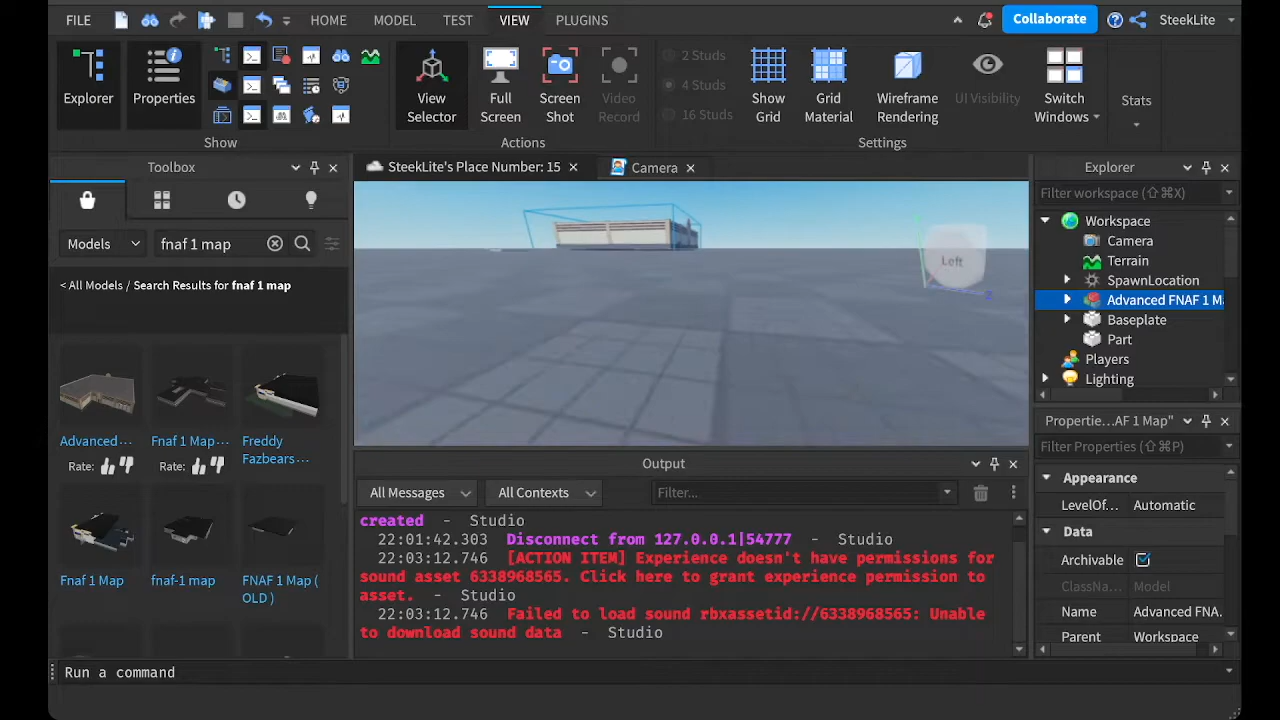 FILE HOME MODEL TEST VIEW PLUGINS Collaborate SteekLite
Explorer
Properties
Show
View
Selector
Full
Screen
Screen
Shot
Video
Record
Actions
2 Studs
4 Studs
16 Studs
Show
Grid
Grid
Material
Wireframe
Rendering
UI Visibility
Switch
Windows
Settings
Stats
Toolbox
Models
fnaf 1 map
< All Models / Search Results for fnaf 1 map
Advanced...
Rate:
Fnaf 1 Map...
Rate:
Freddy
Fazbears...
Fnaf 1 Map
fnaf-1 map
FNAF 1 Map (
OLD )
SteekLite's Place Number: 15
Camera
Left
Output
All Messages
All Contexts
Filter...
created - Studio
22:01:42.303 Disconnect from 127.0.0.1|54777 - Studio
22:03:12.746 [ACTION ITEM] Experience doesn't have permissions for
sound asset 6338968565. Click here to grant experience permission to
asset. - Studio
22:03:12.746 Failed to load sound rbxassetid://6338968565: Unable
to download sound data - Studio
Explorer
Filter workspace (⇧⌘X)
Workspace
Camera
Terrain
SpawnLocation
Advanced FNAF 1 M
Baseplate
Part
Players
Lighting
Propertie...AF 1 Map"
Filter Properties (⇧⌘P)
Appearance
LevelOf... Automatic
Data
Archivable
ClassNa... Model
Name Advanced FNA.
Parent Workspace
Run a command